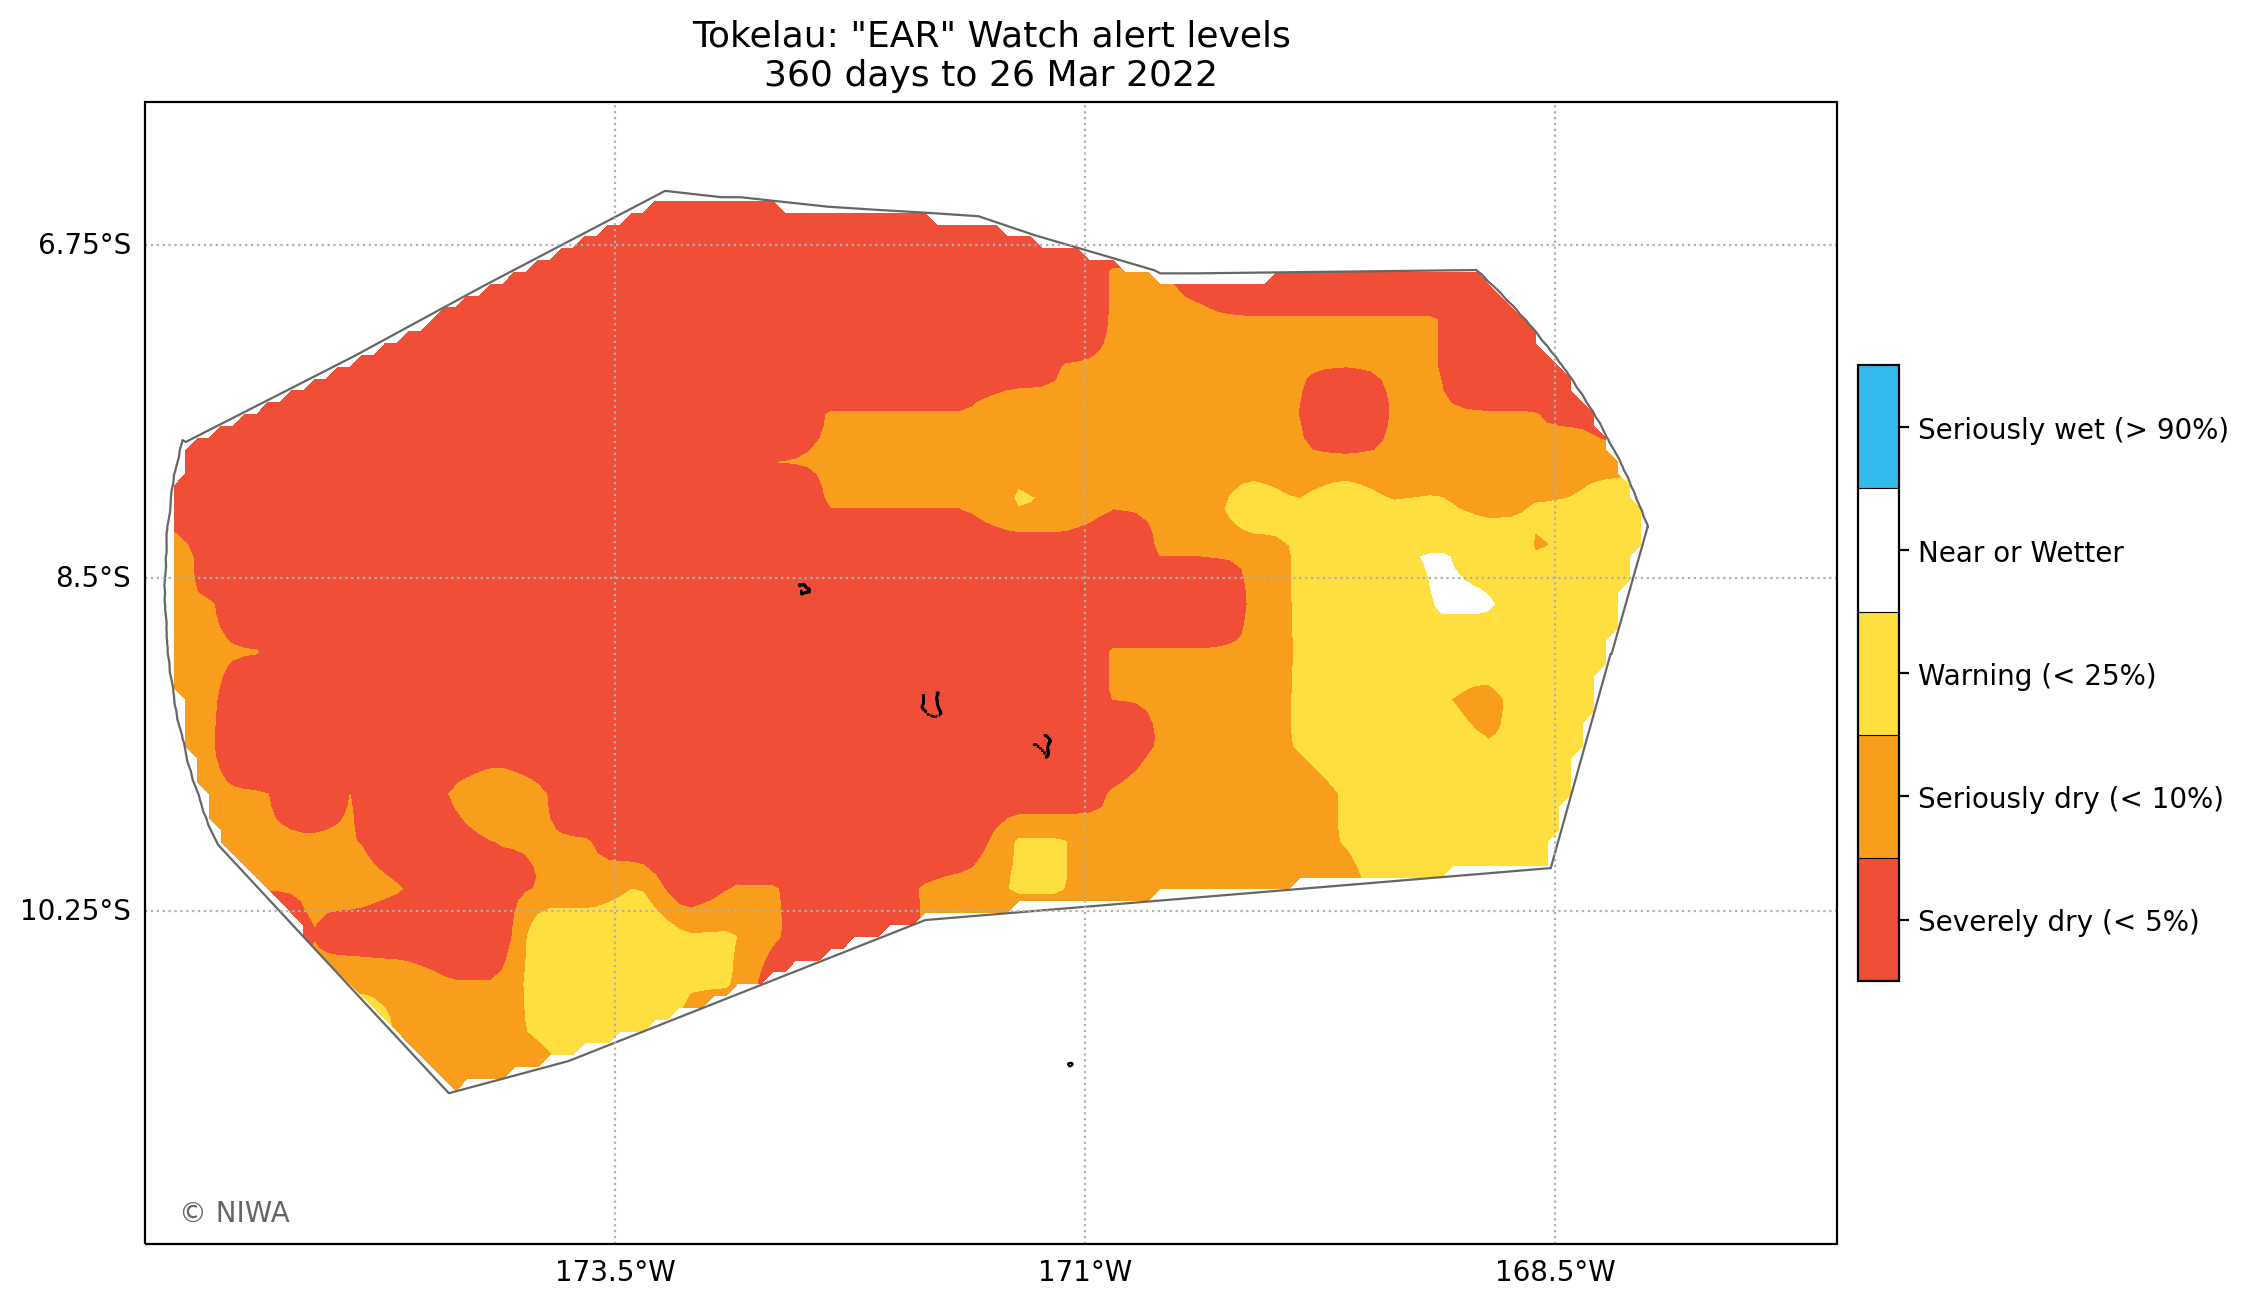 Tokelau: "EAR" Watch alert levels
360 days to 26 Mar 2022
6.75°S
8.5°S
10.25°S
173.5°W
171°W
168.5°W
Seriously wet (> 90%)
Near or Wetter
Warning (< 25%)
Seriously dry (< 10%)
Severely dry (< 5%)
© NIWA